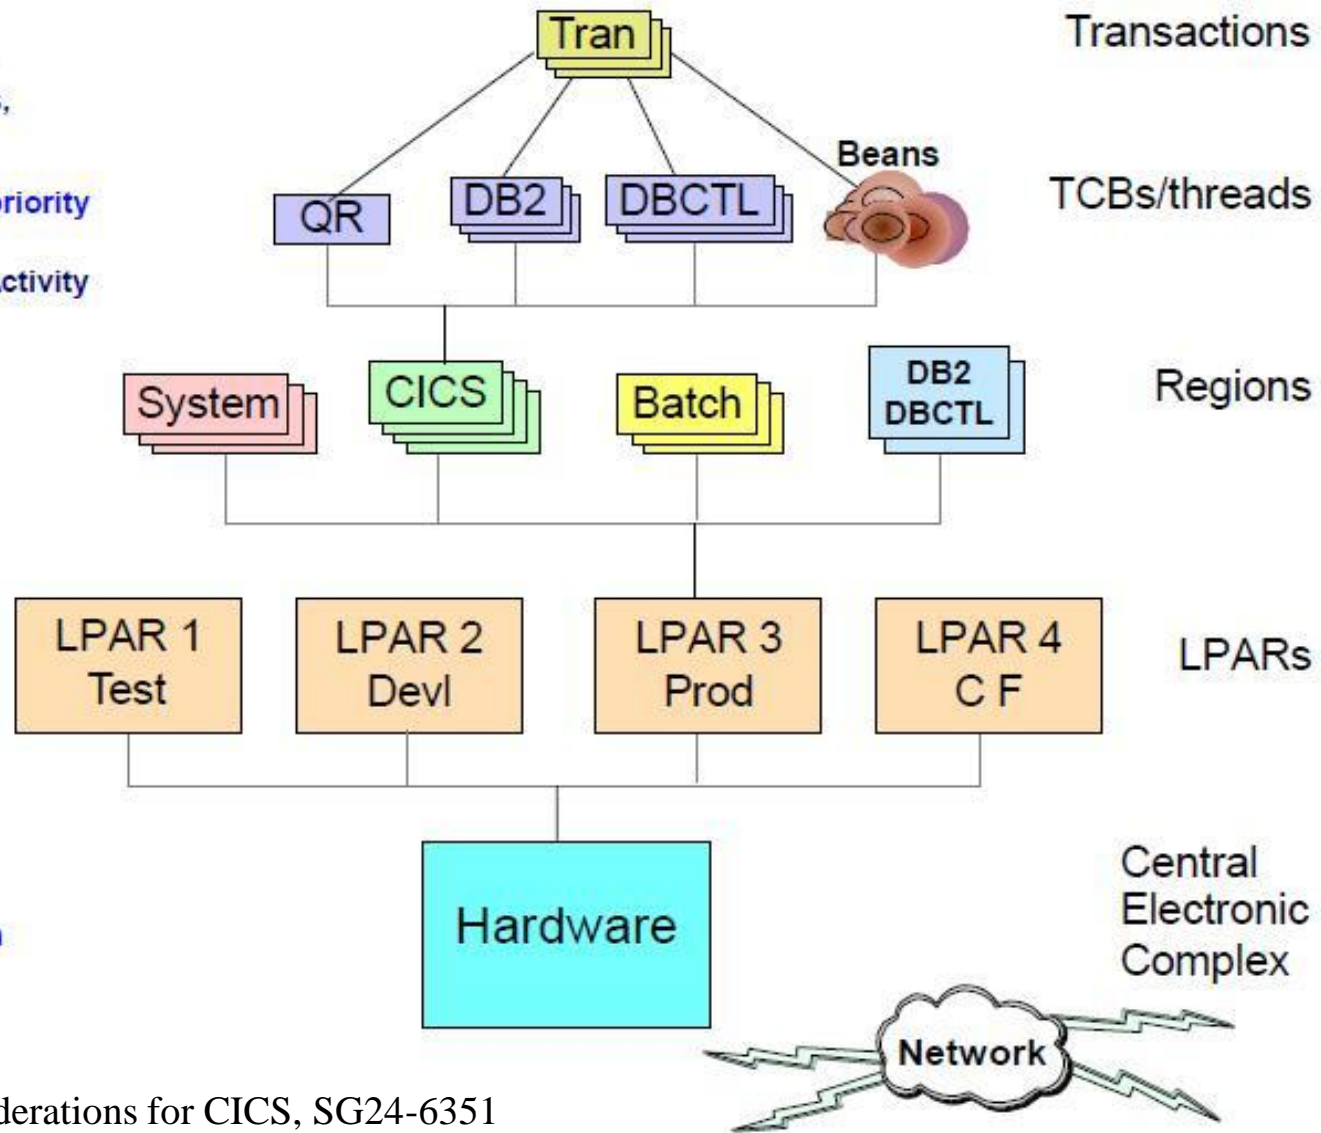 Tran
Transactions
Beans
QR
DB2
DBCTL
TCBs/threads
priority
System
CICS
Batch
DB2
DBCTL
Regions
LPAR 1
Test
LPAR 2
Devl
LPAR 3
Prod
LPAR 4
C F
LPARs
Hardware
Central
Electronic
Complex
Network
for CICS, SG24-6351